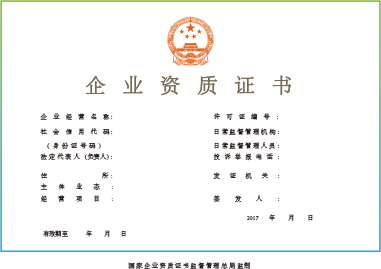 企业资质证书
企业经营名称： 许可证编号：
社会信用代码： 日常监督管理机构：
（身份证号码） 日常监督管理人员：
法定代表人（负责人）： 投诉举报电话：
住所： 发证机关：
主体业态：
经营项目： 签发人：
2017 年 月 日
有效期至 年 月 日
国家企业资质证书监督管理总局监制